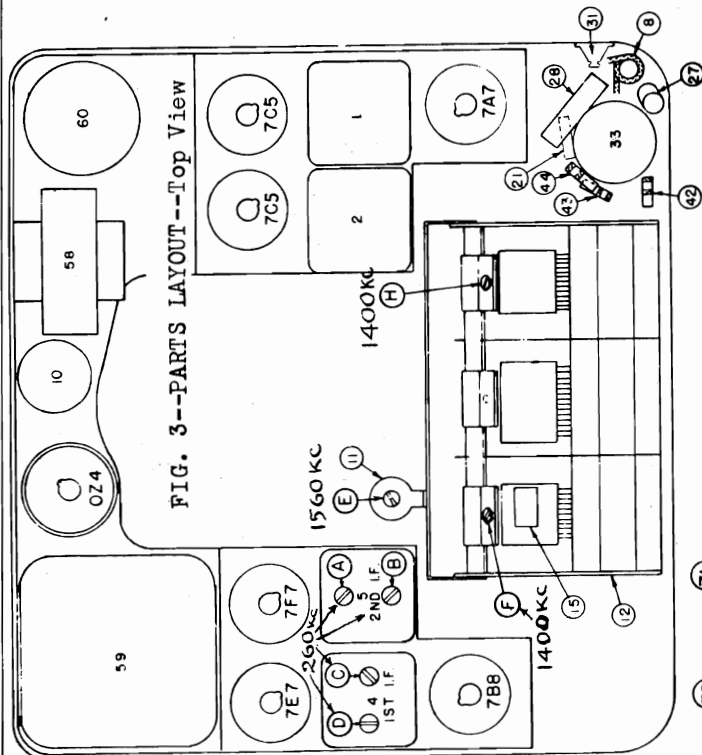 FIG. 3--PARTS LAYOUT--Top View
60
58
10
OZ4
59
7C5
7C5
1
2
7A7
31
8
28
27
33
21
44
43
42
1400KC
H
1560KC
11
E
7F7
7E7
260KC
A
B
5
2ND I.F.
C
D
4
1ST I.F.
7B8
F
1400KC
15
12